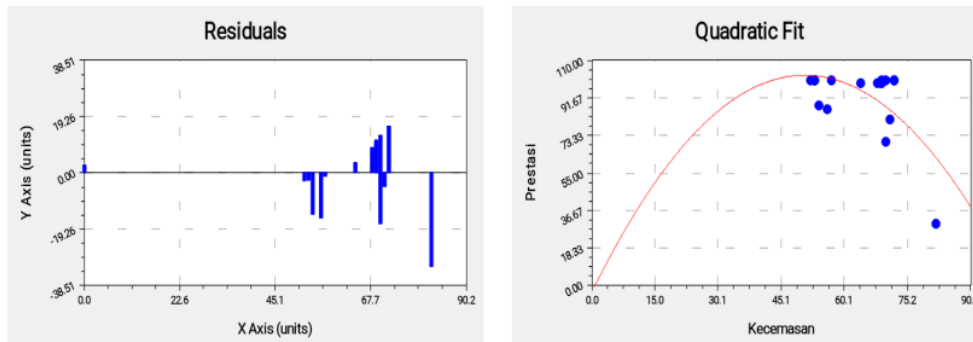 Residuals
Y Axis (units)
38.51
19.26
0.00
-19.26
-38.51
0.0 22.6 45.1 67.7 90.2
X Axis (units)
Quadratic Fit
Prestasi
110.00
91.67
73.33
55.00
36.67
18.33
0.00
0.0 15.0 30.1 45.1 60.1 75.2 90.
Kecemasan